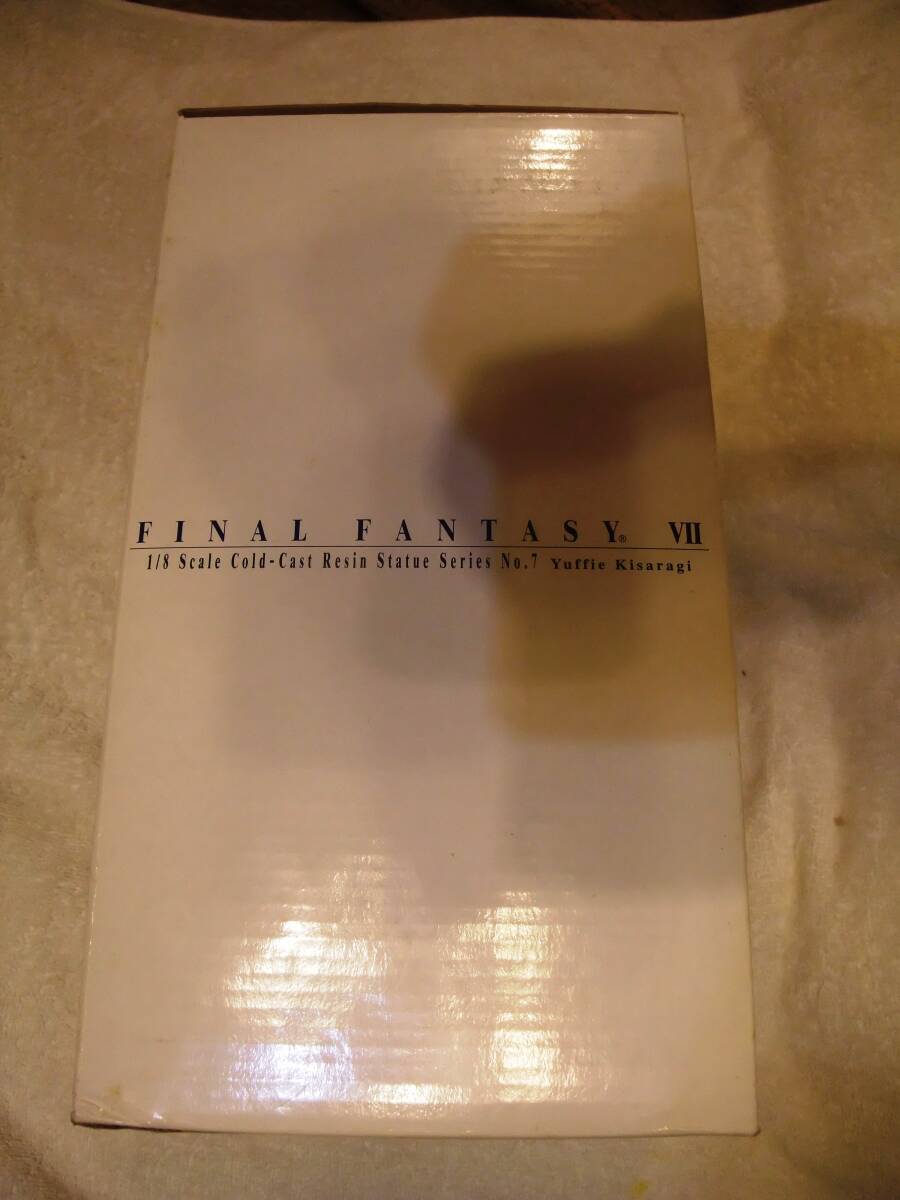 FINAL FANTASY® VII
1/8 Scale Cold-Cast Resin Statue Series No.7 Yuffie Kisaragi